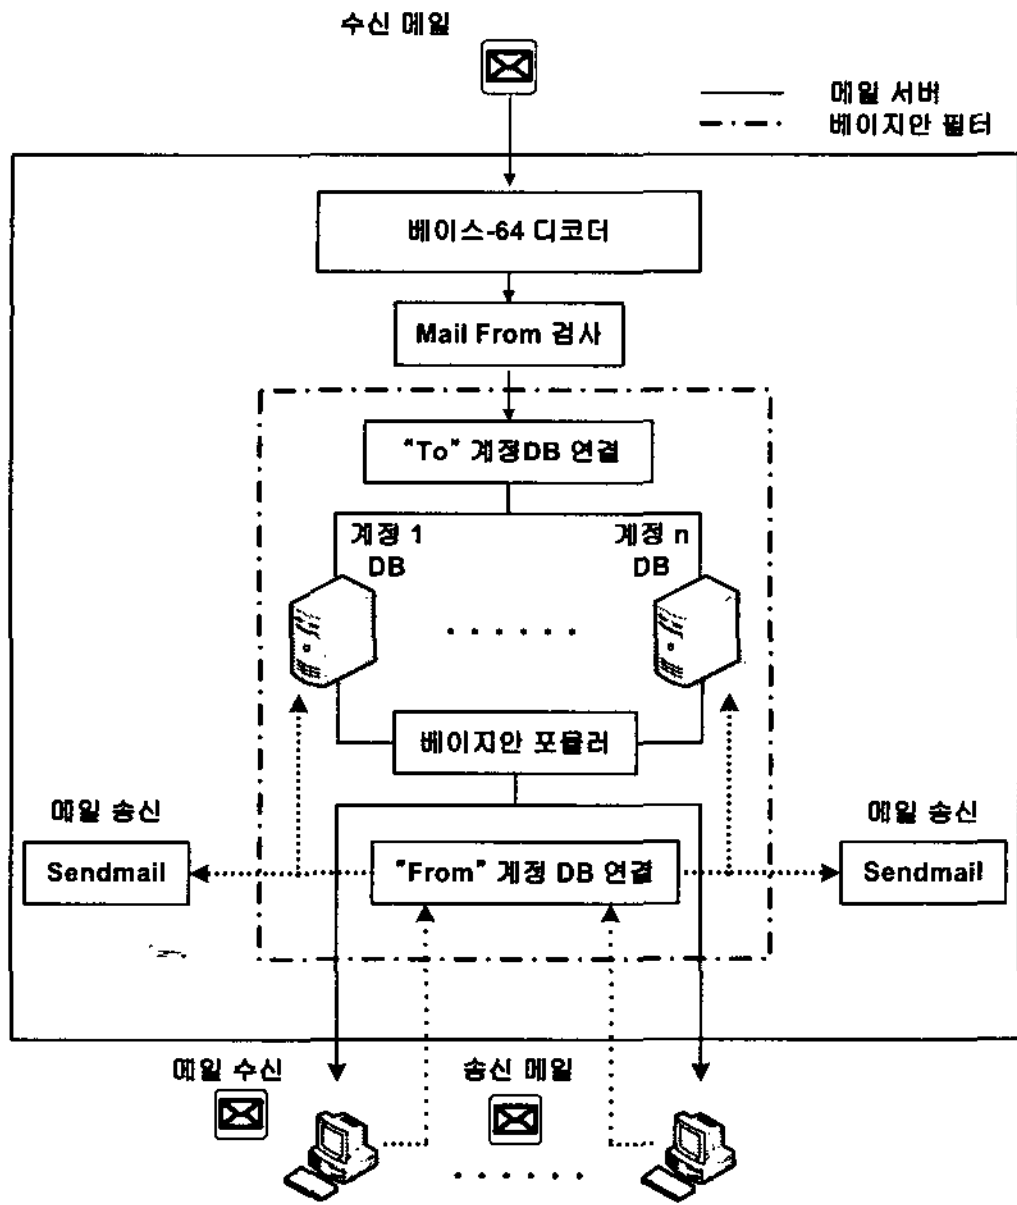 수신 메일
메일 서버
베이지안 필터
베이스-64 디코더
Mail From 검사
“To” 계정DB 연결
계정 1
DB
계정 n
DB
베이지안 포뮬러
메일 송신
메일 송신
Sendmail
“From” 계정 DB 연결
Sendmail
메일 수신
송신 메일